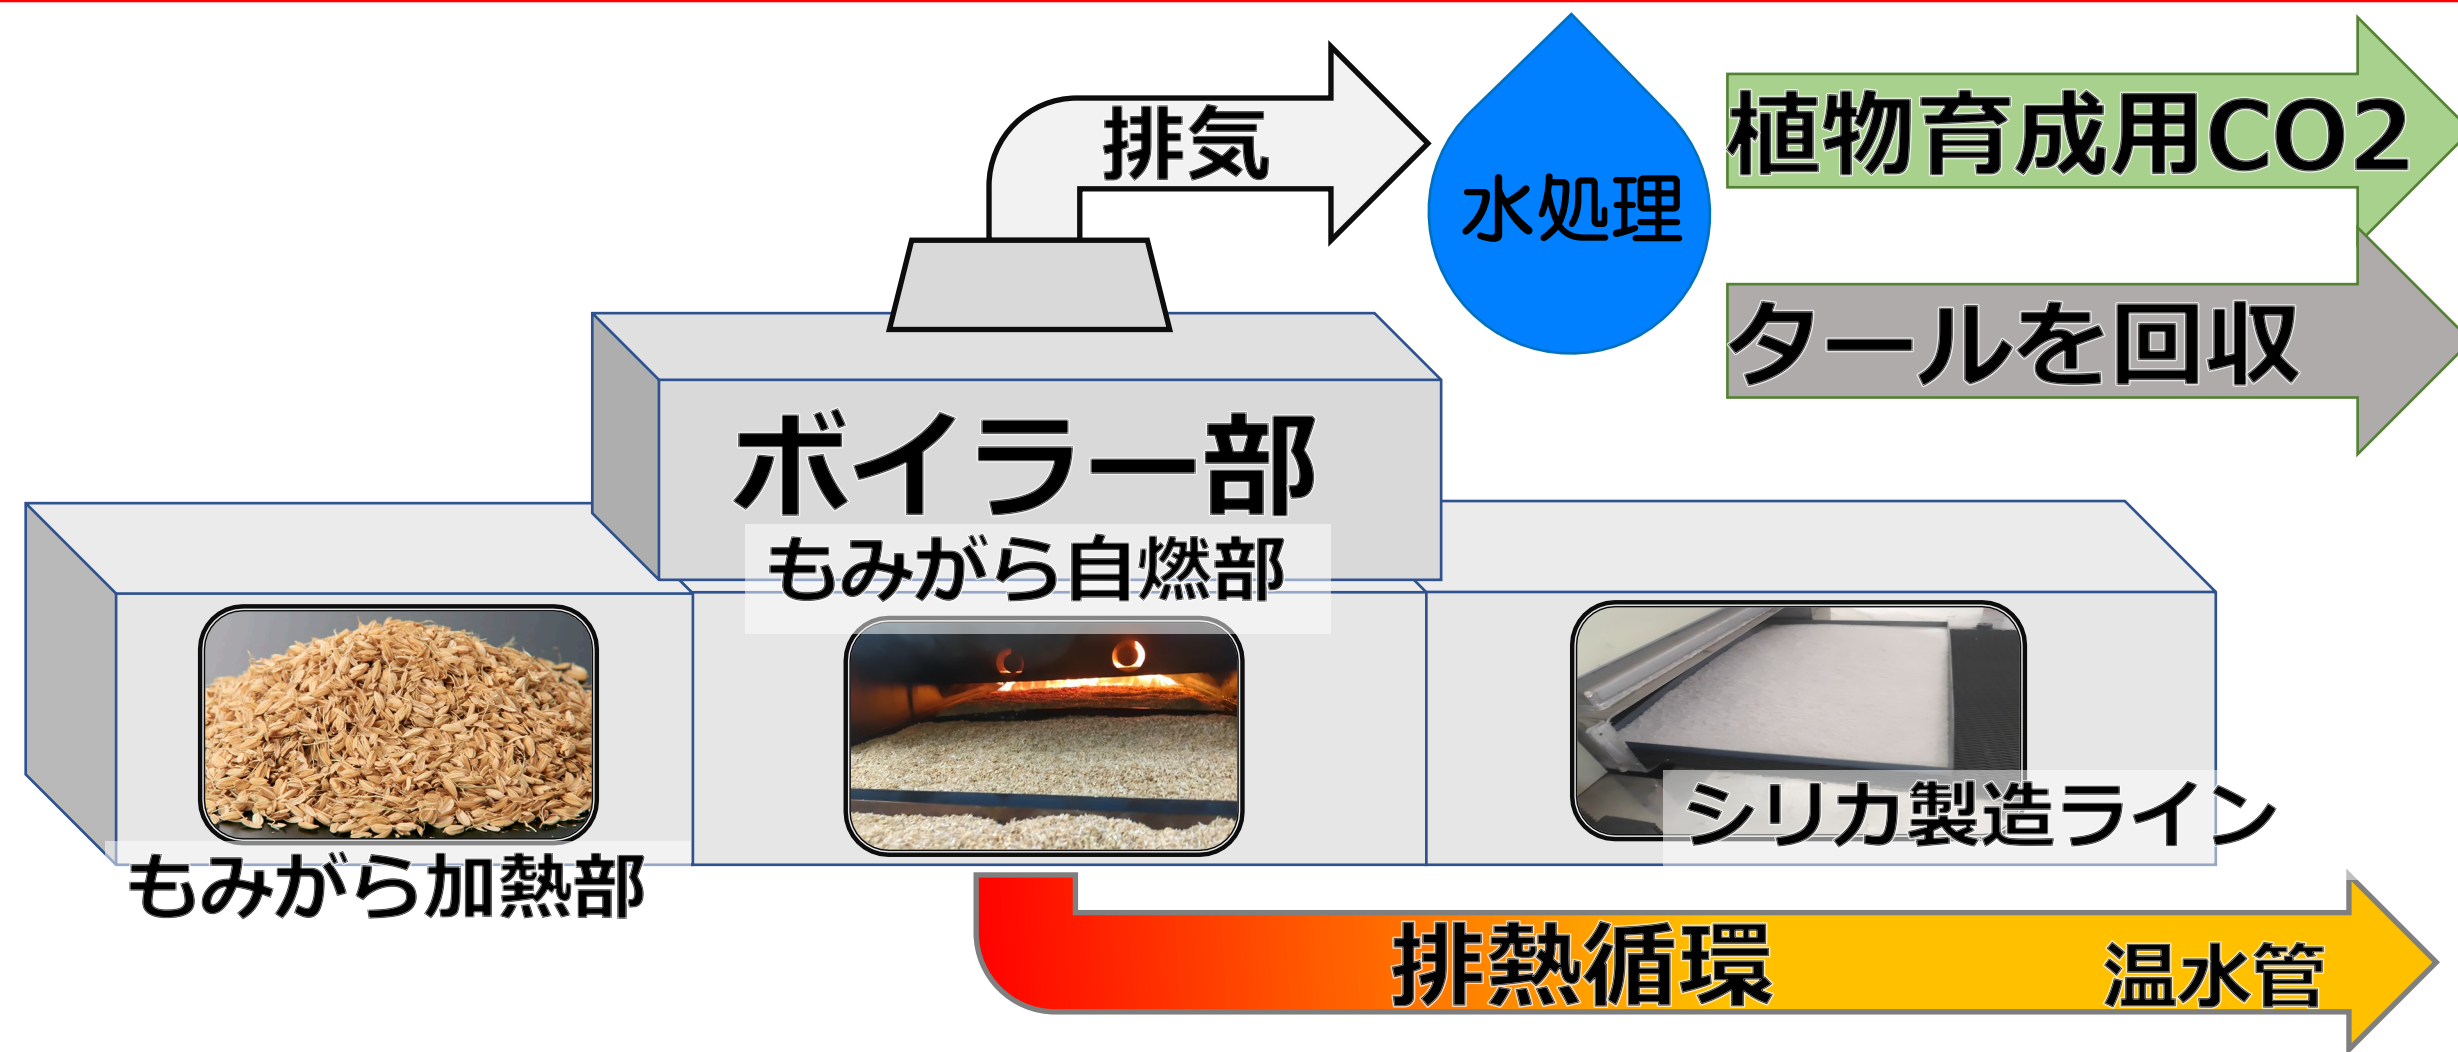 排気
水処理
植物育成用CO2
タールを回収
ボイラー部
もみがら自燃部
もみがら加熱部
シリカ製造ライン
排熱循環
温水管